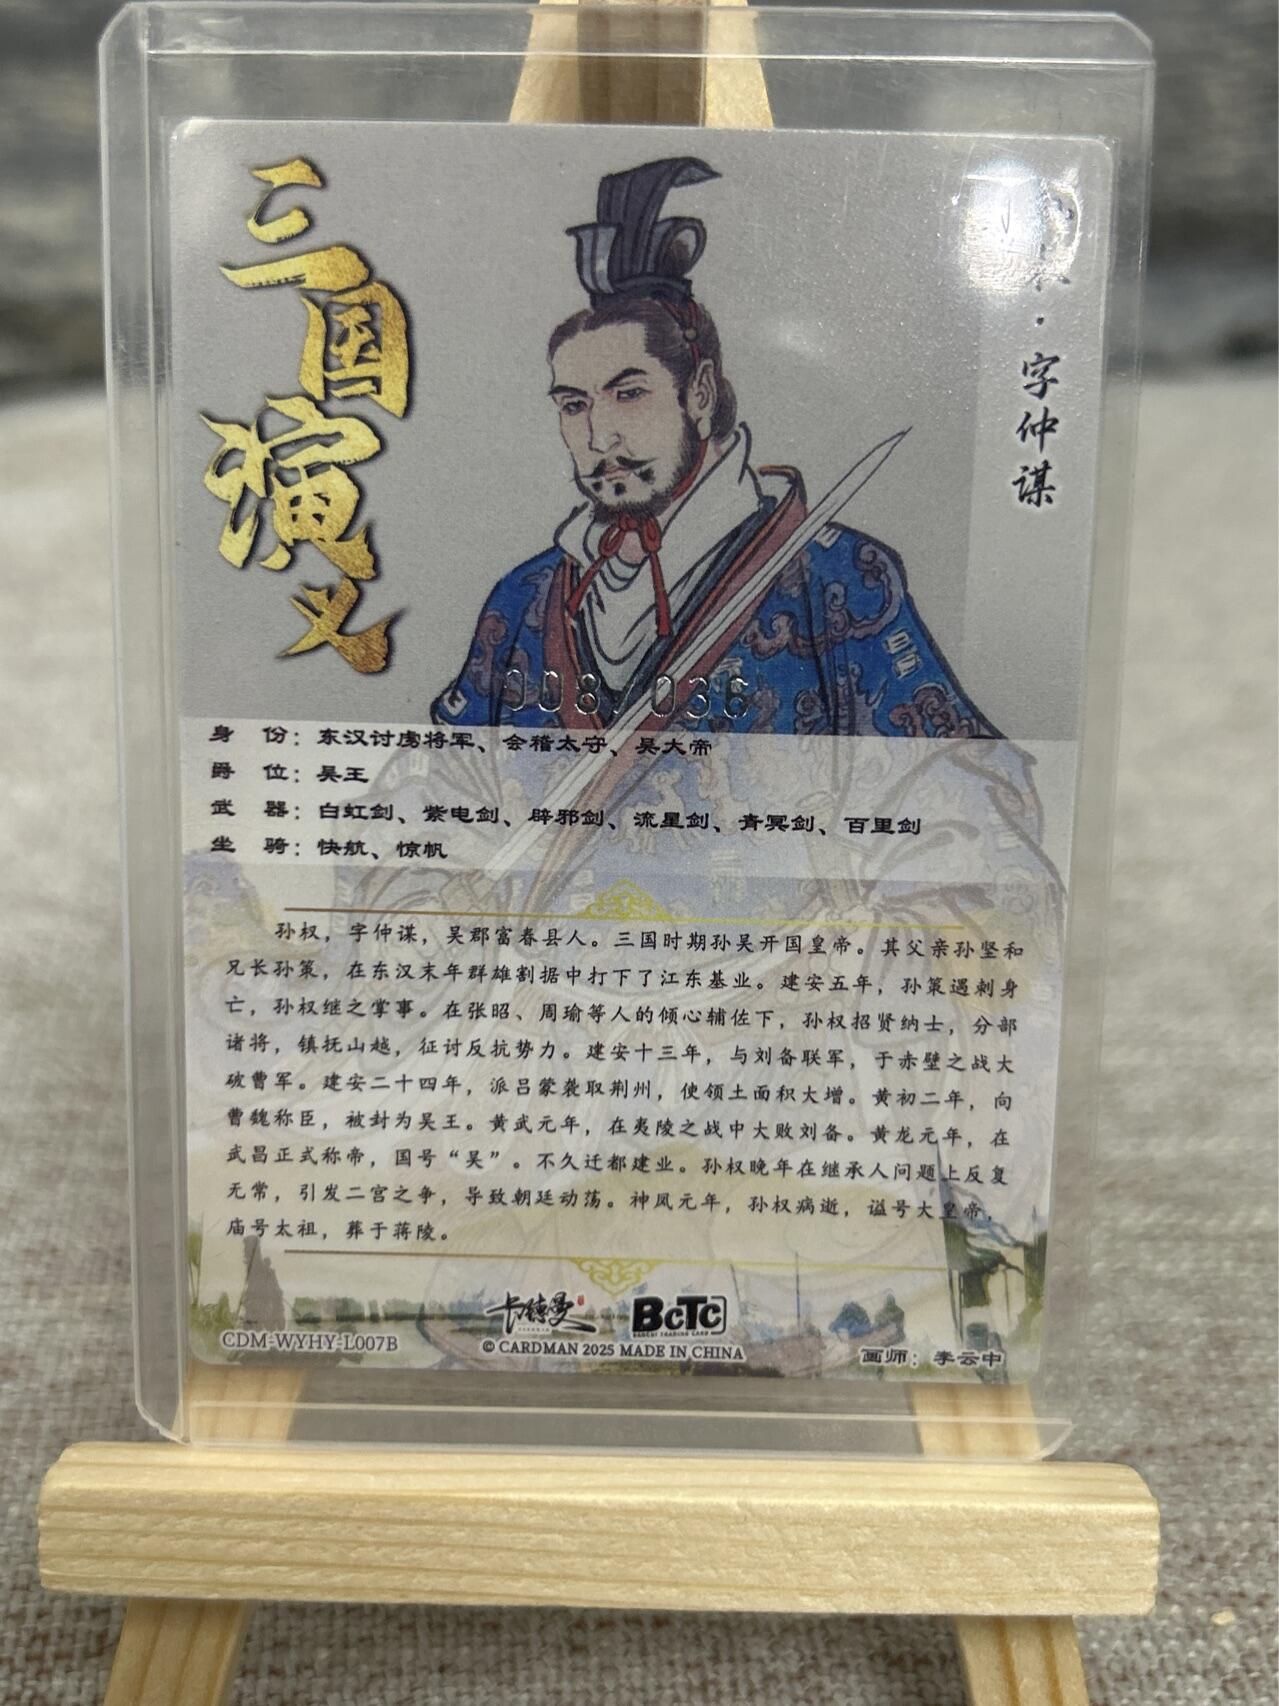 三国演义
·字仲谋
008/036
身 份：东汉讨虏将军、会稽太守、吴大帝
爵 位：吴王
武 器：白虹剑、紫电剑、辟邪剑、流星剑、青冥剑、百里剑
坐 骑：快航、惊帆
孙权，字仲谋，吴郡富春县人。三国时期孙吴开国皇帝。其父亲孙坚和
兄长孙策，在东汉末年群雄割据中打下了江东基业。建安五年，孙策遇刺身
亡，孙权继之掌事。在张昭、周瑜等人的倾心辅佐下，孙权招贤纳士，分部
诸将，镇抚山越，征讨反抗势力。建安十三年，与刘备联军，于赤壁之战大
破曹军。建安二十四年，派吕蒙袭取荆州，使领土面积大增。黄初二年，向
曹魏称臣，被封为吴王。黄武元年，在夷陵之战中大败刘备。黄龙元年，在
武昌正式称帝，国号“吴”。不久迁都建业。孙权晚年在继承人问题上反复
无常，引发二宫之争，导致朝廷动荡。神凤元年，孙权病逝，谥号大皇帝，
庙号太祖，葬于蒋陵。
卡德曼 BCTC
CDM-WYHY-L007B
© CARDMAN 2025 MADE IN CHINA
画师：李云中